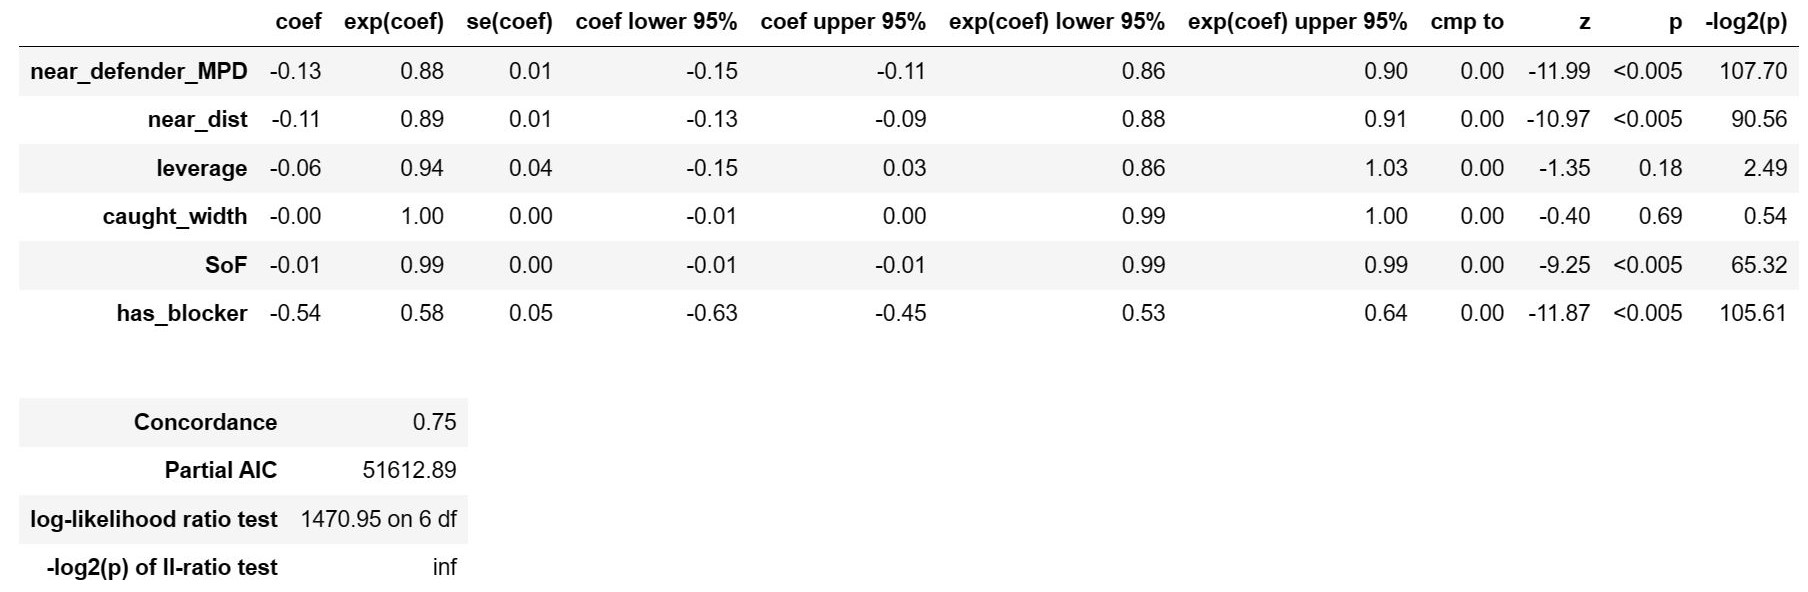 coef exp(coef) se(coef) coef lower 95% coef upper 95% exp(coef) lower 95% exp(coef) upper 95% cmp to z p -log2(p)
near_defender_MPD -0.13 0.88 0.01 -0.15 -0.11 0.86 0.90 0.00 -11.99 <0.005 107.70
near_dist -0.11 0.89 0.01 -0.13 -0.09 0.88 0.91 0.00 -10.97 <0.005 90.56
leverage -0.06 0.94 0.04 -0.15 0.03 0.86 1.03 0.00 -1.35 0.18 2.49
caught_width -0.00 1.00 0.00 -0.01 0.00 0.99 1.00 0.00 -0.40 0.69 0.54
SoF -0.01 0.99 0.00 -0.01 -0.01 0.99 0.99 0.00 -9.25 <0.005 65.32
has_blocker -0.54 0.58 0.05 -0.63 -0.45 0.53 0.64 0.00 -11.87 <0.005 105.61
Concordance 0.75
Partial AIC 51612.89
log-likelihood ratio test 1470.95 on 6 df
-log2(p) of ll-ratio test inf